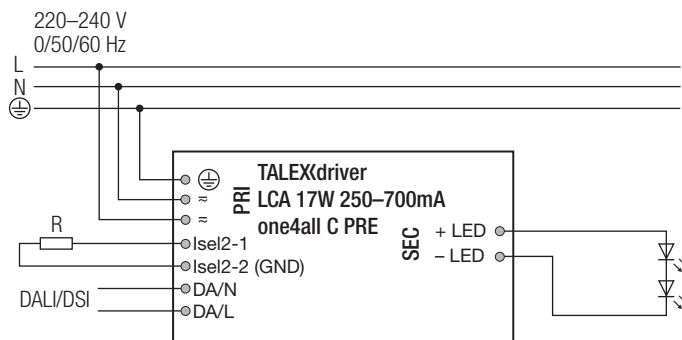 220–240 V
0/50/60 Hz
L
N
PRI
≂
≂
TALEXXdriver
LCA 17W 250–700mA
one4all C PRE
R
Isel2-1
Isel2-2 (GND)
DALI/DSI
DA/N
DA/L
SEC
+ LED
– LED